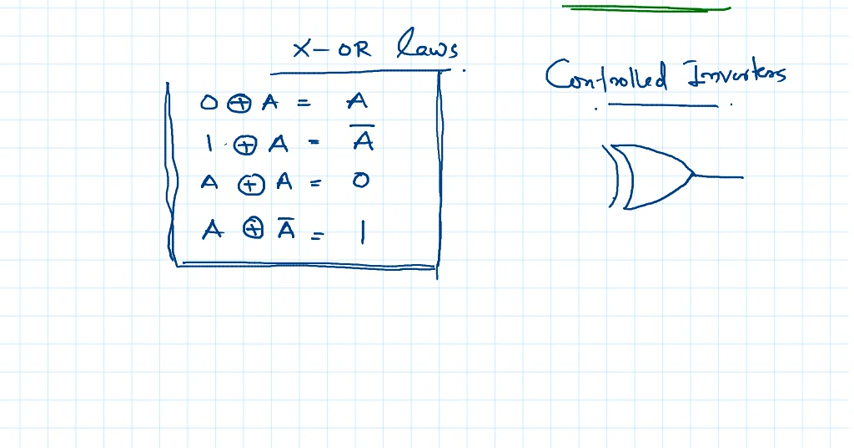 X-OR laws
0 ⊕ A = A
1 ⊕ A = A̅
A ⊕ A = 0
A ⊕ A̅ = 1
Controlled Inverters